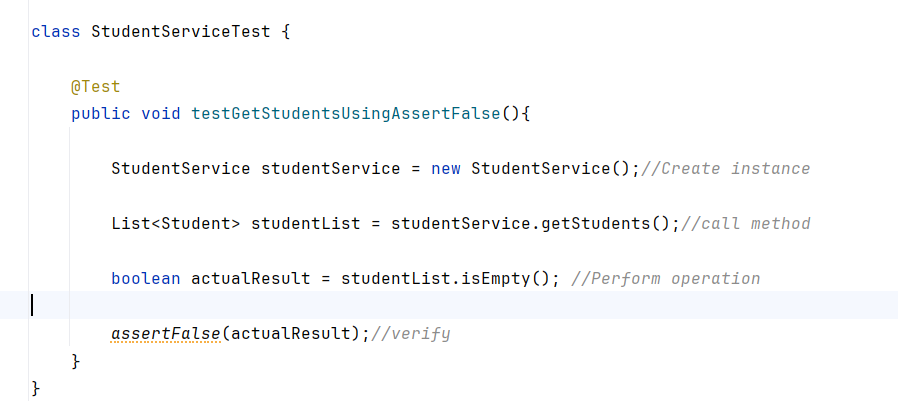 class StudentServiceTest {
@Test
public void testGetStudentsUsingAssertFalse(){
StudentService studentService = new StudentService();//Create instance
List<Student> studentList = studentService.getStudents();//call method
boolean actualResult = studentList.isEmpty(); //Perform operation
assertFalse(actualResult);//verify
}
}